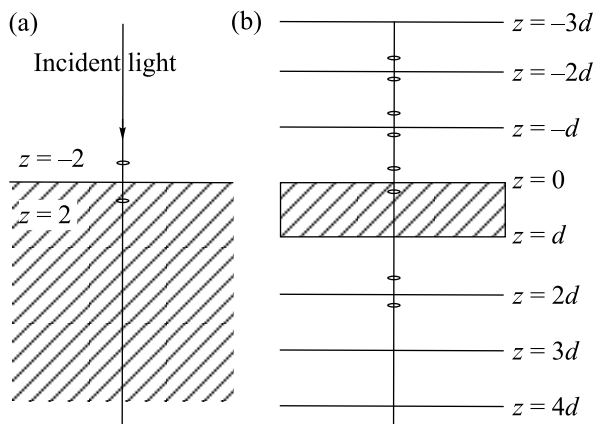 (a)
Incident light
z = –2
z = 2
(b)
z = –3d
z = –2d
z = –d
z = 0
z = d
z = 2d
z = 3d
z = 4d